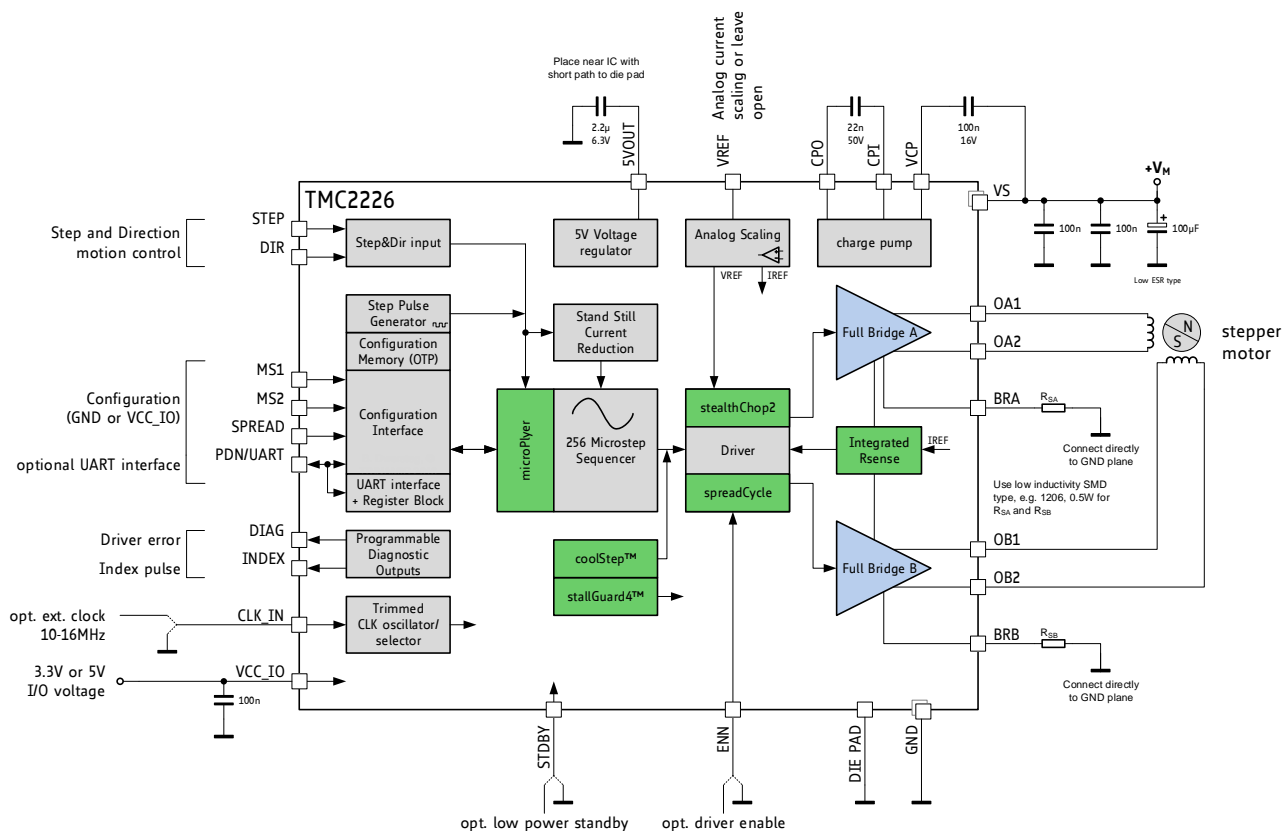 Place near IC with
short path to die pad
2.2µ
6.3V
5VOUT
Analog current
scaling or leave
open
VREF
22n
50V
CPO
CPI
VCP
100n
16V
+VM
VS
100n
100n
+
100µF
Low ESR type
TMC2226
Step and Direction
motion control
STEP
DIR
Step&Dir input
5V Voltage
regulator
Analog Scaling
VREF
IREF
charge pump
Step Pulse
Generator
Configuration
Memory (OTP)
Stand Still
Current
Reduction
Full Bridge A
OA1
OA2
N
S
stepper
motor
Configuration
(GND or VCC_IO)
optional UART interface
MS1
MS2
SPREAD
PDN/UART
Configuration
Interface
UART interface
+ Register Block
microPlyer
256 Microstep
Sequencer
stealthChop2
Driver
spreadCycle
Integrated
Rsense
IREF
BRA
RSA
Connect directly
to GND plane
Use low inductivity SMD
type, e.g. 1206, 0.5W for
RSA and RSB
Driver error
Index pulse
DIAG
INDEX
Programmable
Diagnostic
Outputs
coolStep™
stallGuard4™
Full Bridge B
OB1
OB2
opt. ext. clock
10-16MHz
CLK_IN
Trimmed
CLK oscillator/
selector
BRB
RSB
Connect directly
to GND plane
3.3V or 5V
I/O voltage
VCC_IO
100n
STDBY
ENN
DIE PAD
GND
opt. low power standby
opt. driver enable